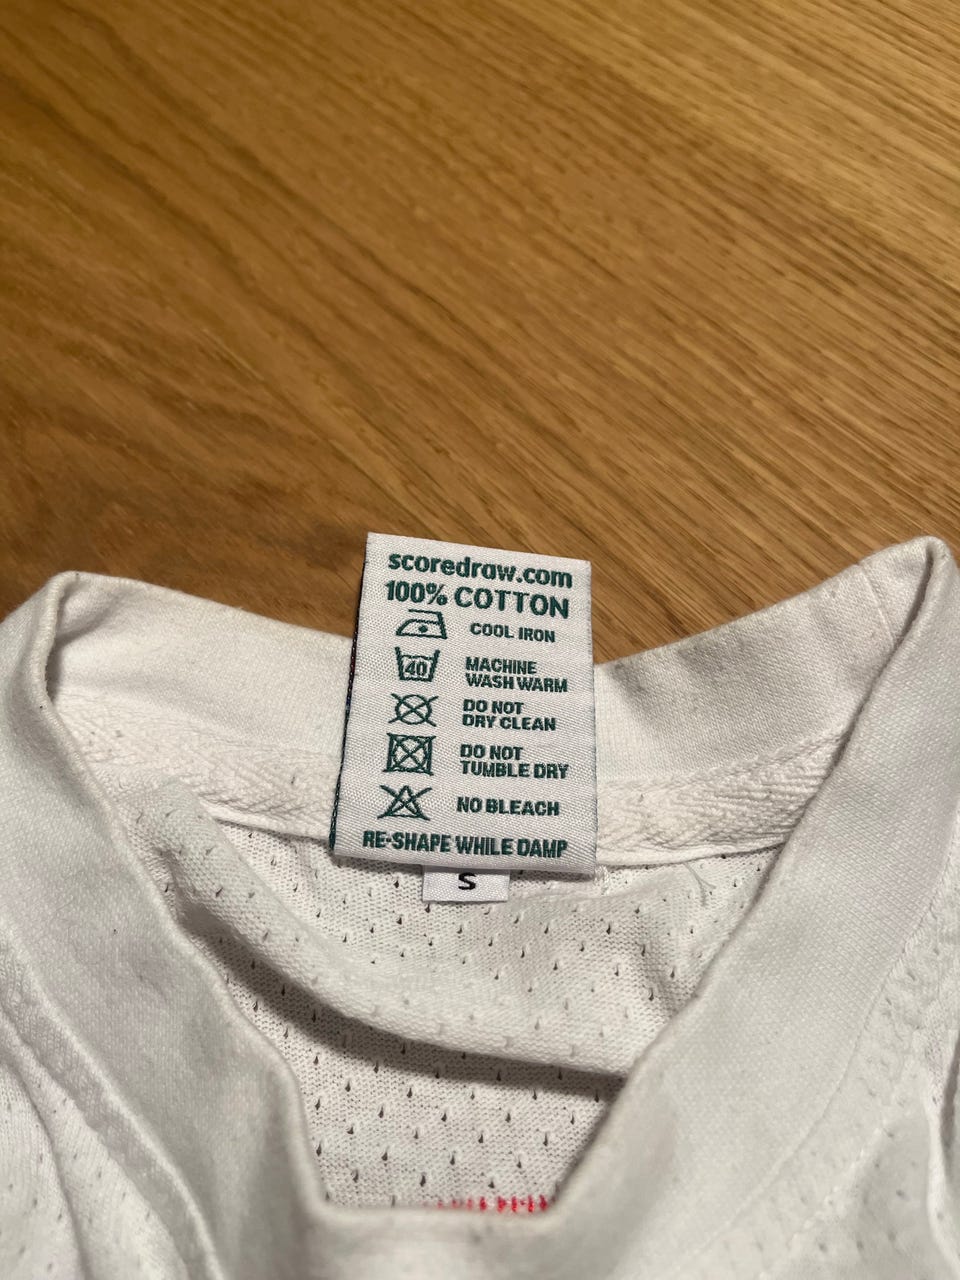 scoredraw.com
100% COTTON
COOL IRON
40
MACHINE
WASH WARM
DO NOT
DRY CLEAN
DO NOT
TUMBLE DRY
NO BLEACH
RE-SHAPE WHILE DAMP
S